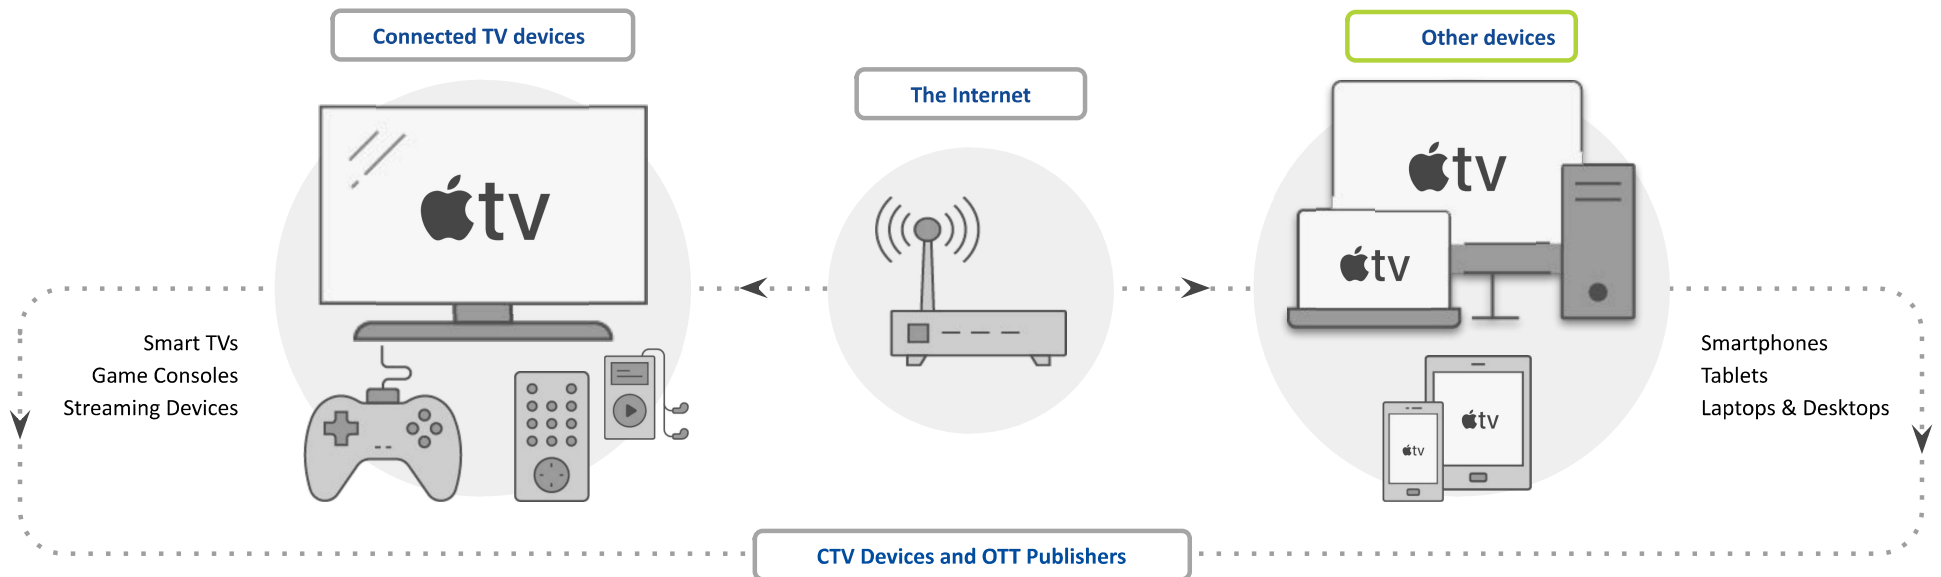 Connected TV devices
Other devices
The Internet
tv
tv
tv
Smart TVs
Game Consoles
Streaming Devices
Smartphones
Tablets
Laptops & Desktops
tv
tv
CTV Devices and OTT Publishers